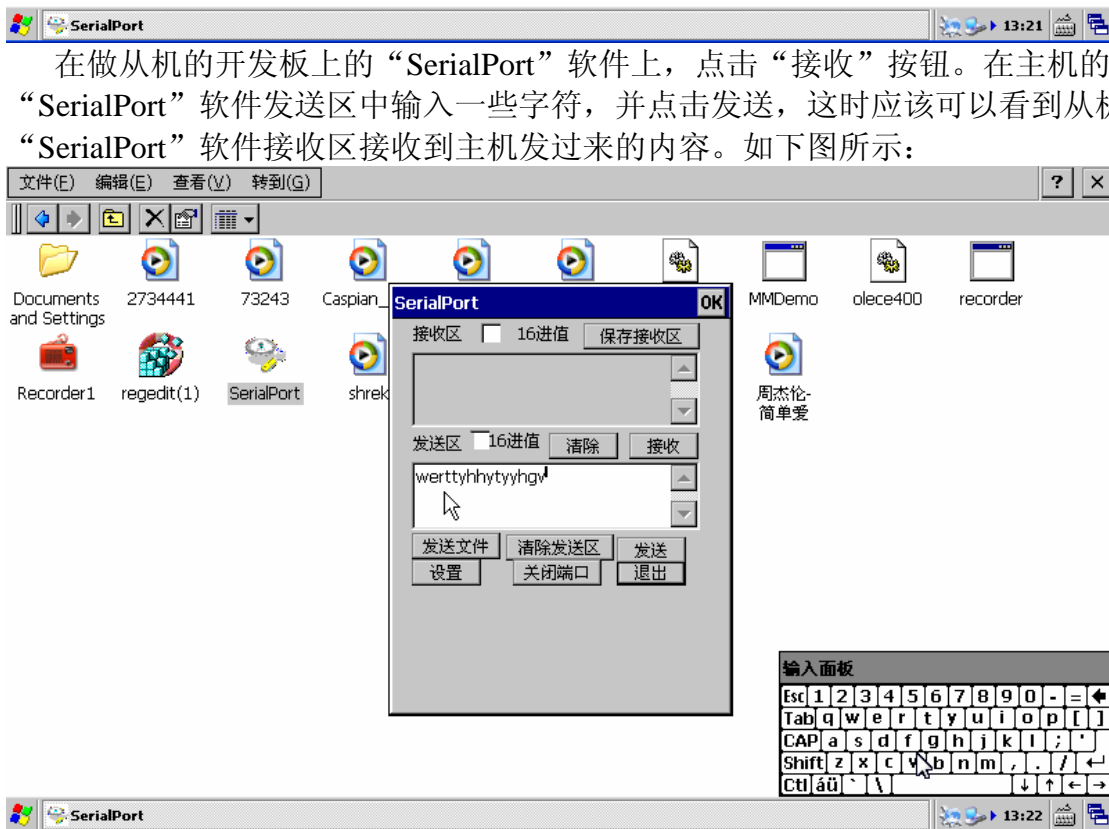 SerialPort 13:21
在做从机的开发板上的“SerialPort”软件上，点击“接收”按钮。在主机的
“SerialPort”软件发送区中输入一些字符，并点击发送，这时应该可以看到从机
“SerialPort”软件接收区接收到主机发过来的内容。如下图所示：
文件(F) 编辑(E) 查看(V) 转到(G) ? ×
Documents and Settings
2734441
73243
Caspian_
MMDemo
olece400
recorder
Recorder1
regedit(1)
SerialPort
shrek
周杰伦-
简单爱
SerialPort OK
接收区 16进值 保存接收区
发送区 16进值 清除 接收
werttyhhytyyhgv
发送文件 清除发送区 发送
设置 关闭端口 退出
输入面板
Esc 1 2 3 4 5 6 7 8 9 0 - =
Tab q w e r t y u i o p [ ]
CAP a s d f g h j k l ; '
Shift z x c v b n m , . /
Ctl áü ` \
SerialPort 13:22